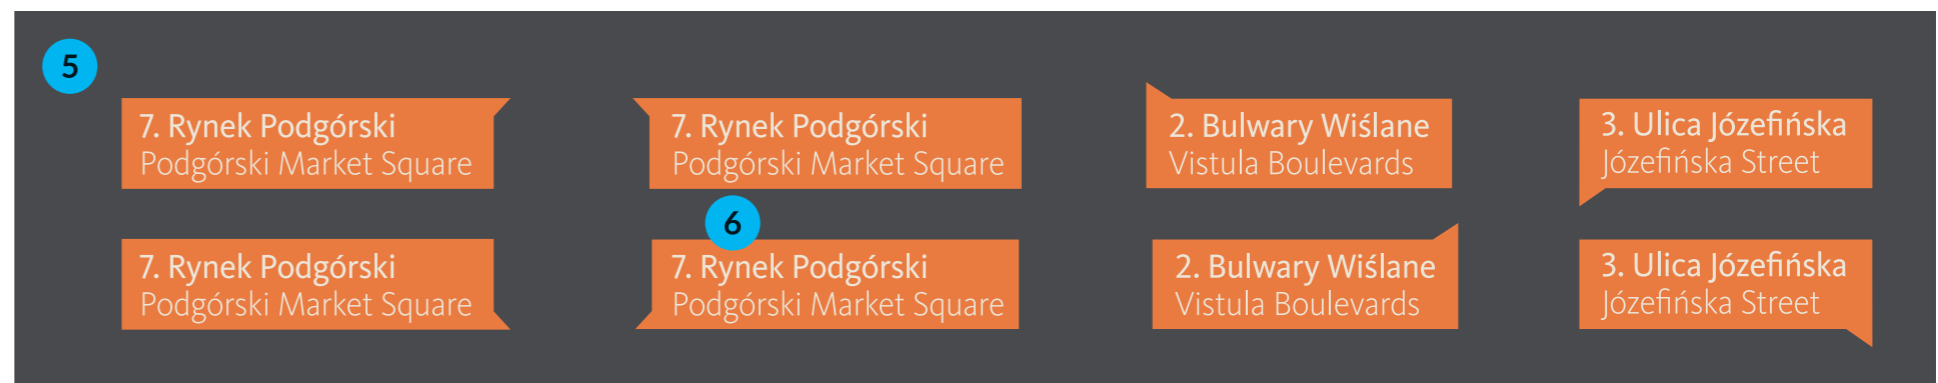 5
7. Rynek Podgórski
Podgórski Market Square
7. Rynek Podgórski
Podgórski Market Square
2. Bulwary Wiślane
Vistula Boulevards
3. Ulica Józefińska
Józefińska Street
6
7. Rynek Podgórski
Podgórski Market Square
7. Rynek Podgórski
Podgórski Market Square
2. Bulwary Wiślane
Vistula Boulevards
3. Ulica Józefińska
Józefińska Street